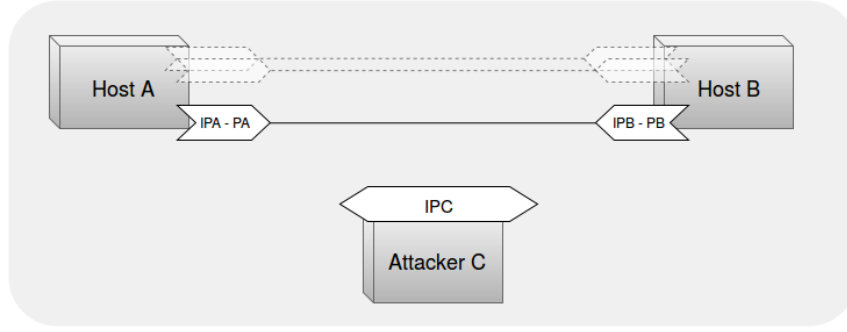 Host A
Host B
IPA - PA
IPB - PB
IPC
Attacker C